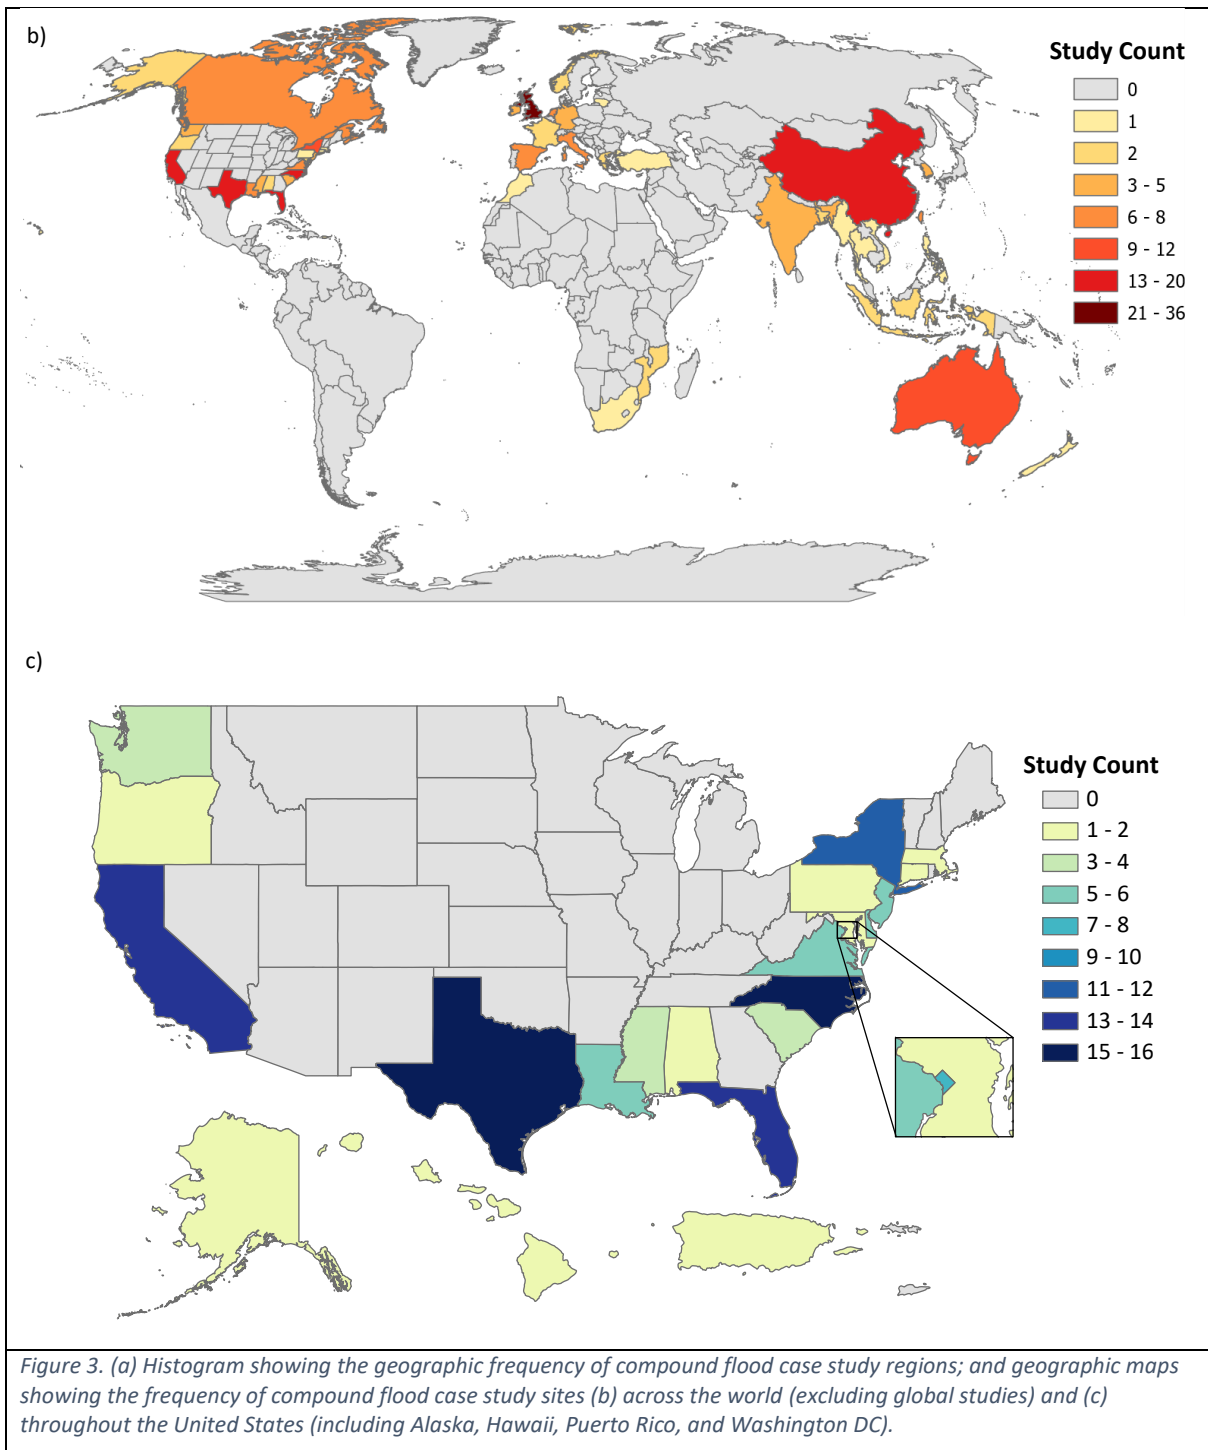 b)
Study Count
0
1
2
3 - 5
6 - 8
9 - 12
13 - 20
21 - 36
c)
Study Count
0
1 - 2
3 - 4
5 - 6
7 - 8
9 - 10
11 - 12
13 - 14
15 - 16
Figure 3. (a) Histogram showing the geographic frequency of compound flood case study regions; and geographic maps
showing the frequency of compound flood case study sites (b) across the world (excluding global studies) and (c)
throughout the United States (including Alaska, Hawaii, Puerto Rico, and Washington DC).